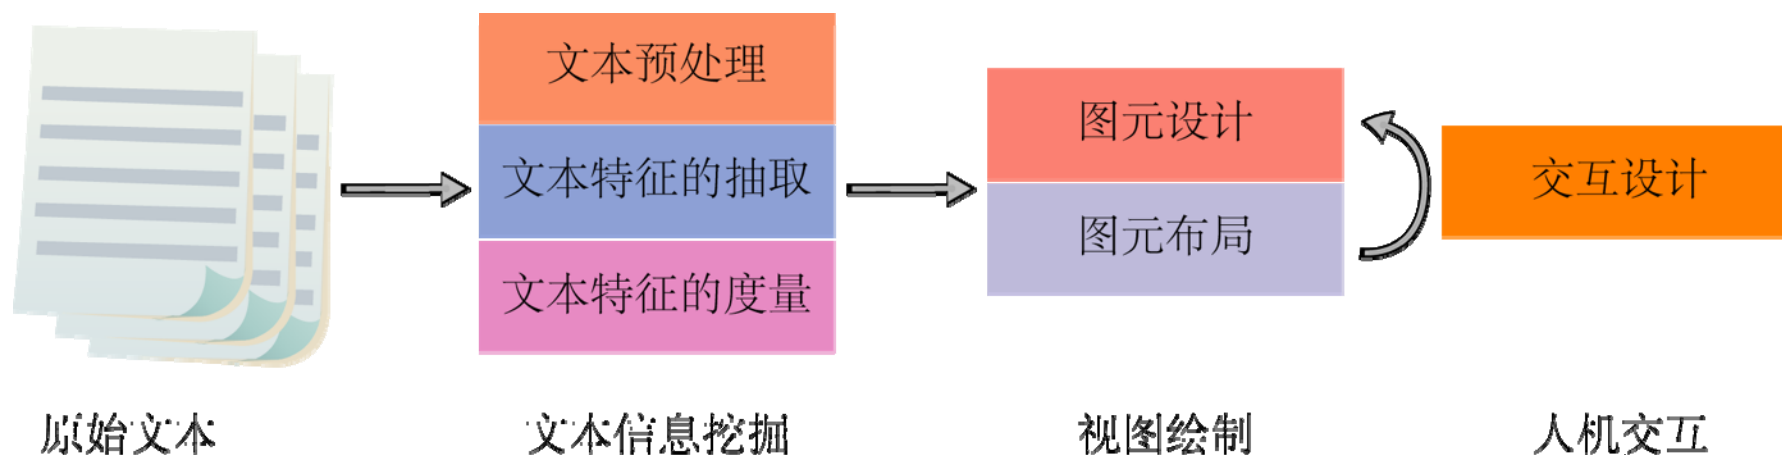 文本预处理
文本特征的抽取
文本特征的度量
图元设计
图元布局
交互设计
原始文本
文本信息挖掘
视图绘制
人机交互